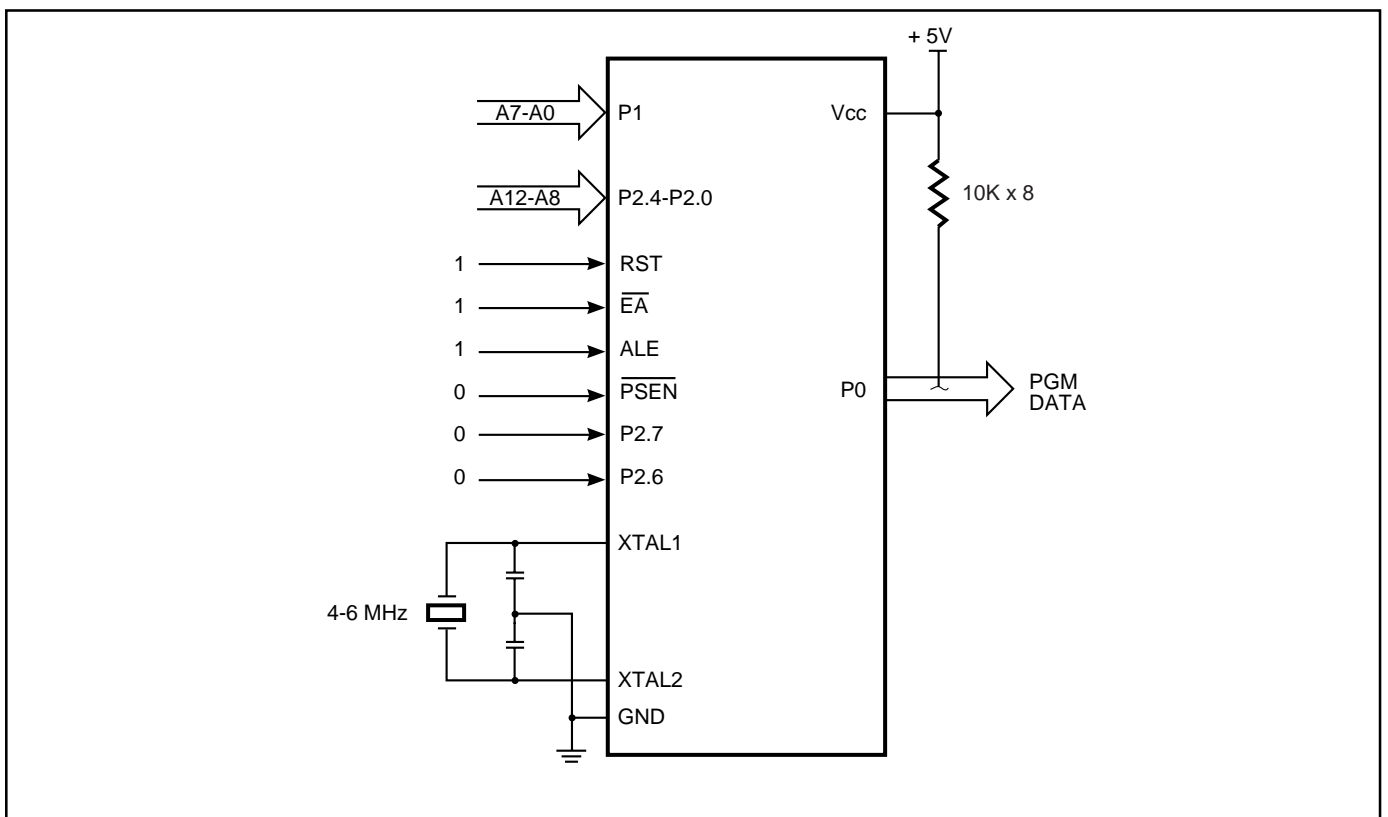 + 5V
A7-A0
P1
Vcc
A12-A8
P2.4-P2.0
10K x 8
1
RST
1
EA
1
ALE
0
PSEN
P0
PGM
DATA
0
P2.7
0
P2.6
XTAL1
4-6 MHz
XTAL2
GND